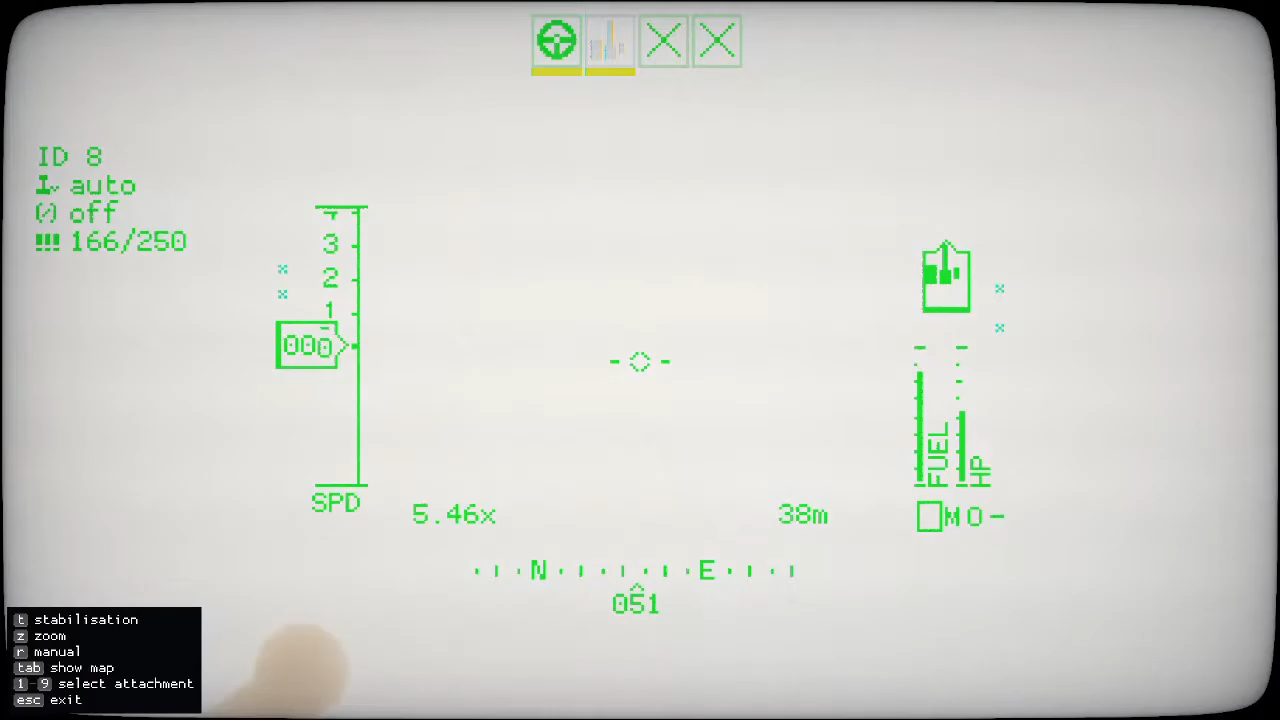 ID 8
auto
off
166/250
3
2
1
000
SPD
5.46x
38m
FUEL
HP
MO-
N E
051
t stabilisation
z zoom
r manual
tab show map
1-9 select attachment
esc exit